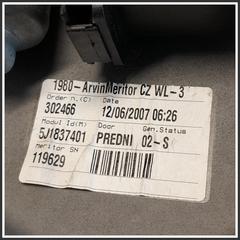 1980-ArvinMeritor CZ WL-3
Order n.(C) Date
302466 12/06/2007 06:26
Modul Id(M) Door Gen.Status
5J1837401 PREDNI 02-S
Meritor SN
119629